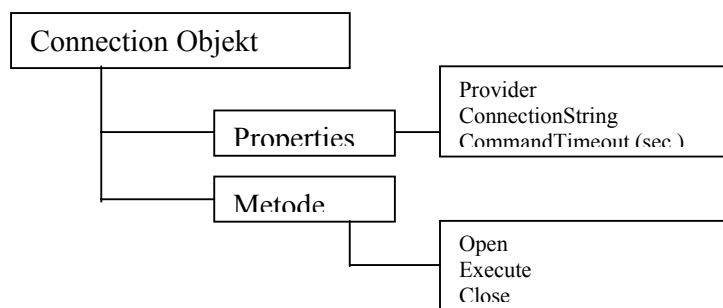 Connection Objekt
Provider
ConnectionString
CommandTimeout (sec.)
Properties
Metode
Open
Execute
Close